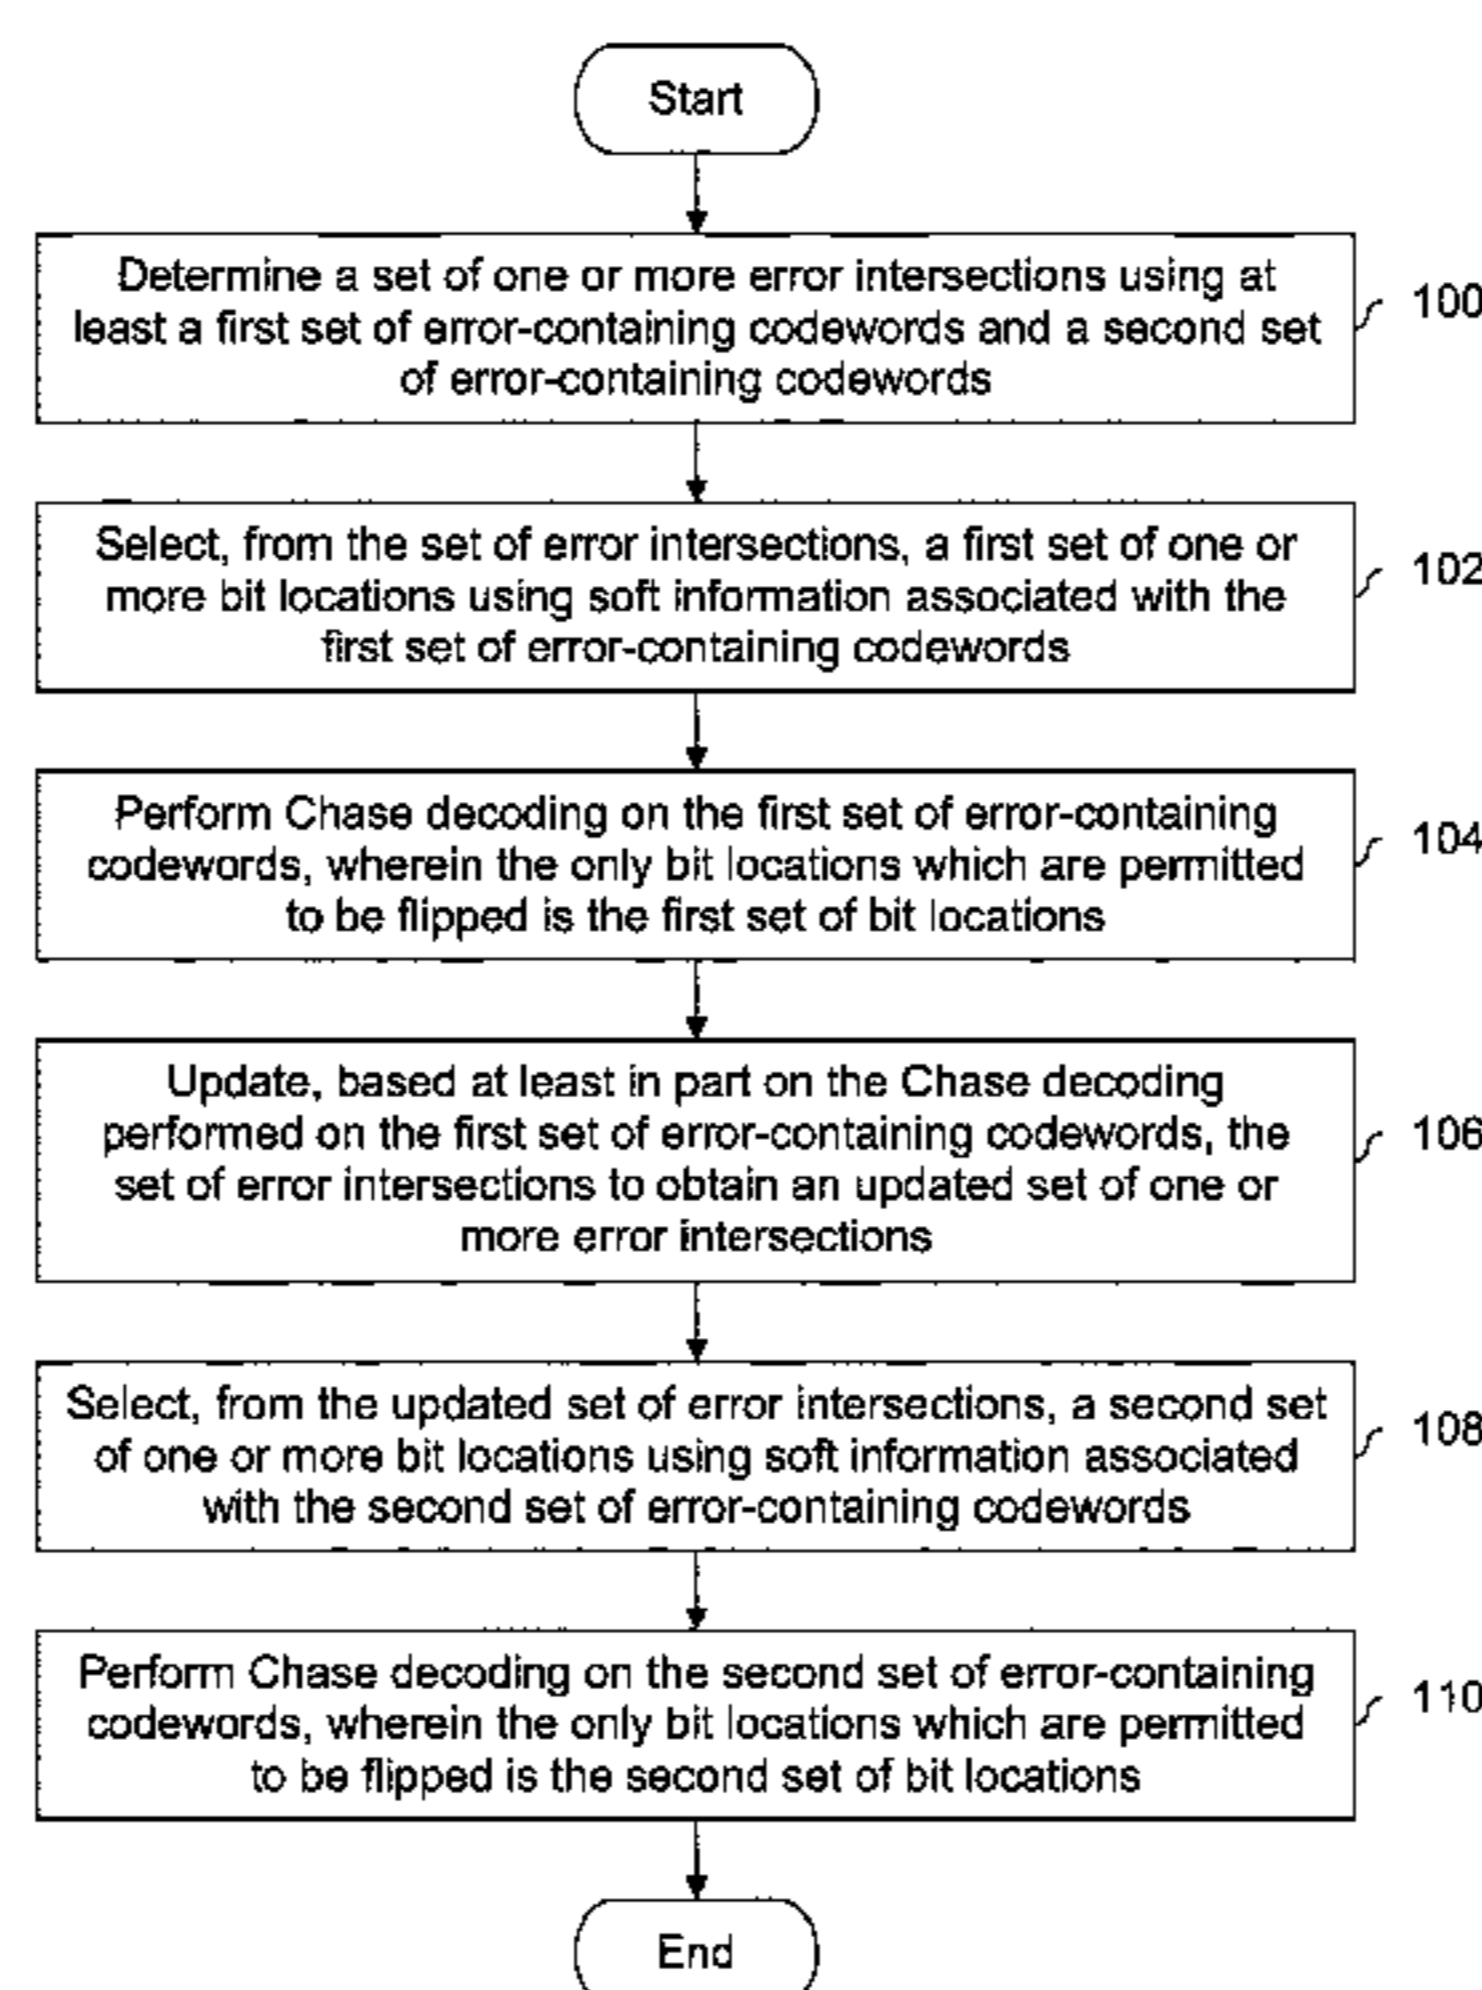 Start
Determine a set of one or more error intersections using at
least a first set of error-containing codewords and a second set
of error-containing codewords
100
Select, from the set of error intersections, a first set of one or
more bit locations using soft information associated with the
first set of error-containing codewords
102
Perform Chase decoding on the first set of error-containing
codewords, wherein the only bit locations which are permitted
to be flipped is the first set of bit locations
104
Update, based at least in part on the Chase decoding
performed on the first set of error-containing codewords, the
set of error intersections to obtain an updated set of one or
more error intersections
106
Select, from the updated set of error intersections, a second set
of one or more bit locations using soft information associated
with the second set of error-containing codewords
108
Perform Chase decoding on the second set of error-containing
codewords, wherein the only bit locations which are permitted
to be flipped is the second set of bit locations
110
End